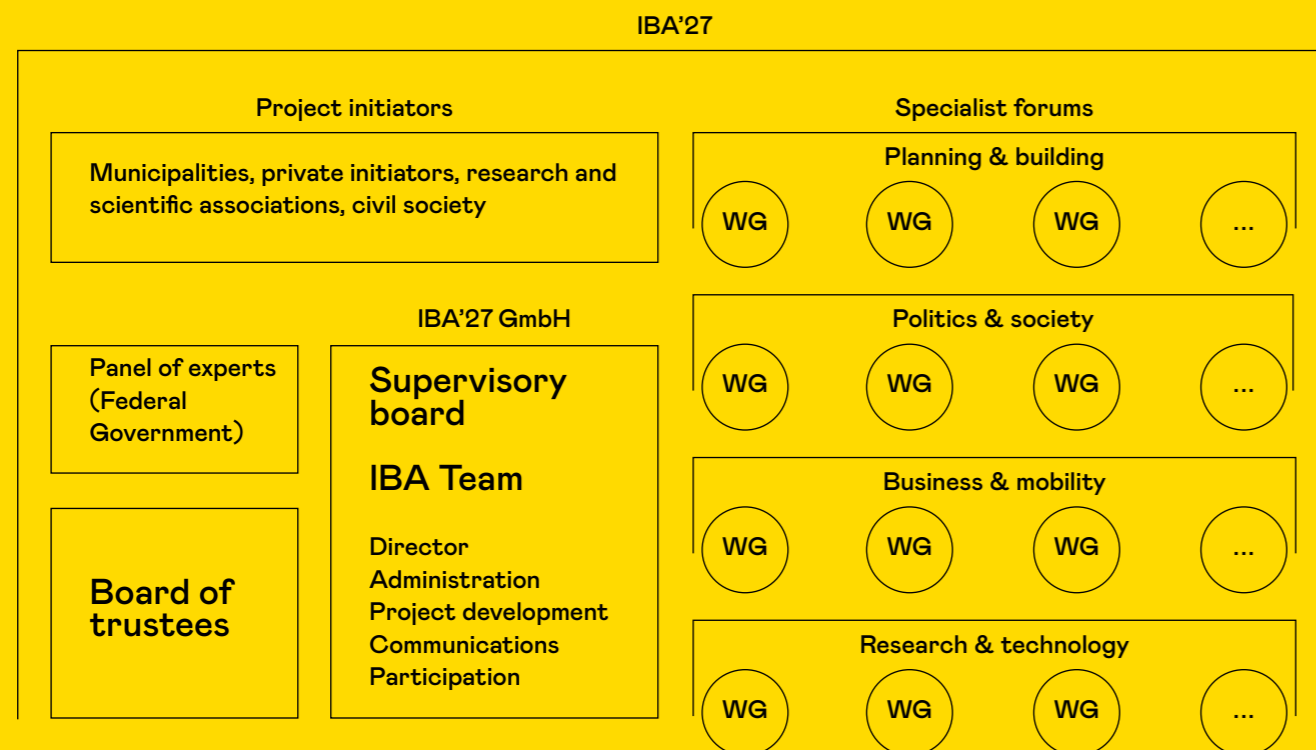 IBA’27
Project initiators
Municipalities, private initiators, research and
scientific associations, civil society
IBA’27 GmbH
Panel of experts
(Federal
Government)
Board of
trustees
Supervisory
board
IBA Team
Director
Administration
Project development
Communications
Participation
Specialist forums
Planning & building
WG WG WG ...
Politics & society
WG WG WG ...
Business & mobility
WG WG WG ...
Research & technology
WG WG WG ...